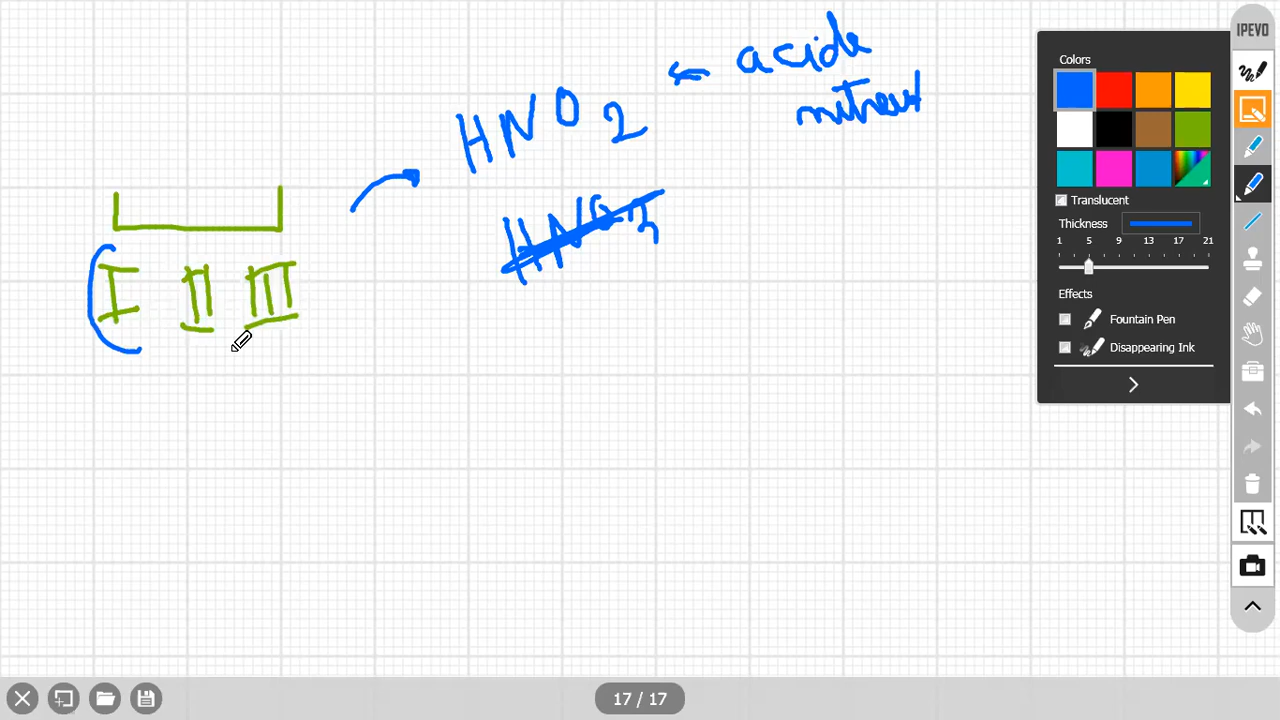 acide
nitreux
HNO2
HNO3
I II III
IPEVO
Colors
Translucent
Thickness
1 5 9 13 17 21
Effects
Fountain Pen
Disappearing Ink
17 / 17